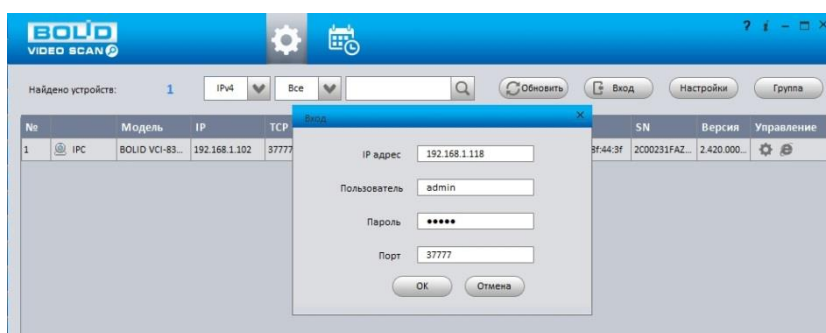 BOLID
VIDEO SCAN
? i
Найдено устройств: 1 IPv4 Все Обновить Вход Настройки Группа
№ Модель IP TCP SN Версия Управление
1 IPC BOLID VCI-83... 192.168.1.102 37777 3f:44:3f 2C00231FAZ... 2.420.000...
Вход
IP адрес 192.168.1.118
Пользователь admin
Пароль •••••
Порт 37777
OK Отмена